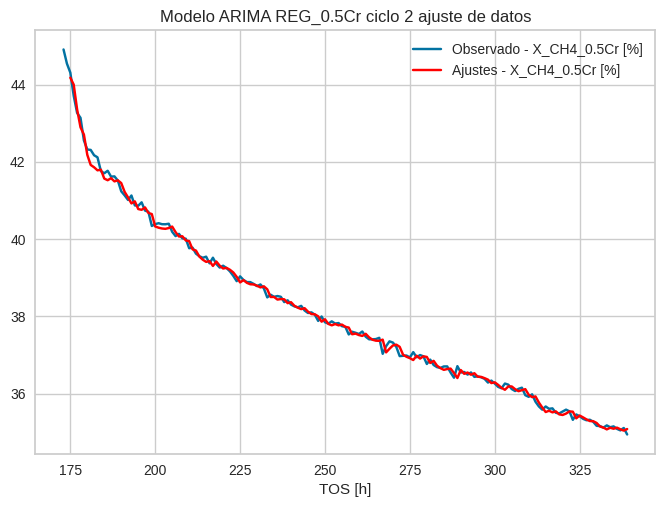 Modelo ARIMA REG_0.5Cr ciclo 2 ajuste de datos
Observado - X_CH4_0.5Cr [%]
Ajustes - X_CH4_0.5Cr [%]
44
42
40
38
36
175 200 225 250 275 300 325
TOS [h]